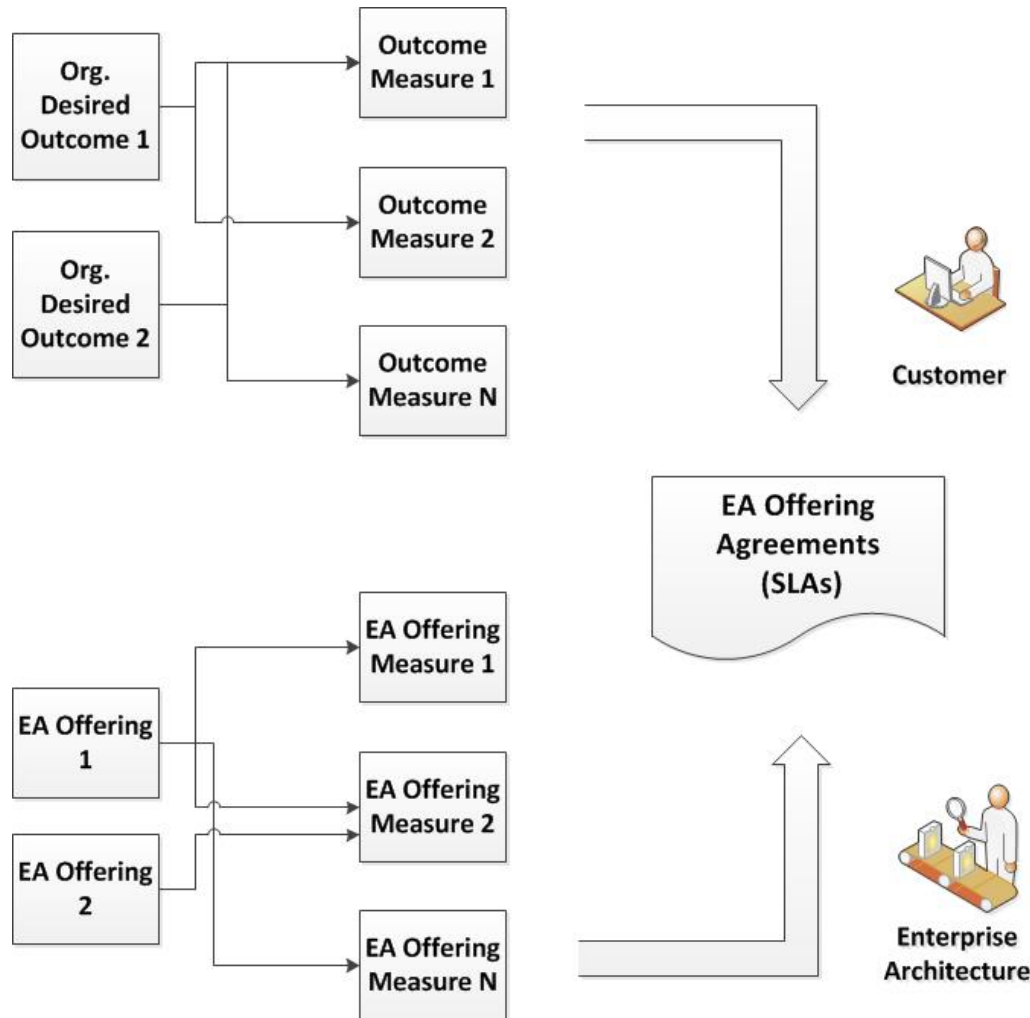 Org.
Desired
Outcome 1
Outcome
Measure 1
Outcome
Measure 2
Org.
Desired
Outcome 2
Outcome
Measure N
Customer
EA Offering
Agreements
(SLAs)
EA Offering
Measure 1
EA Offering
1
EA Offering
Measure 2
EA Offering
2
EA Offering
Measure N
Enterprise
Architecture